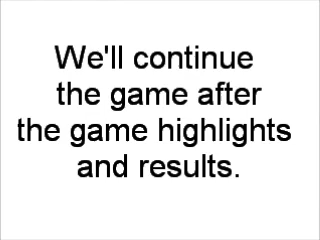 We'll continue
the game after
the game highlights
and results.